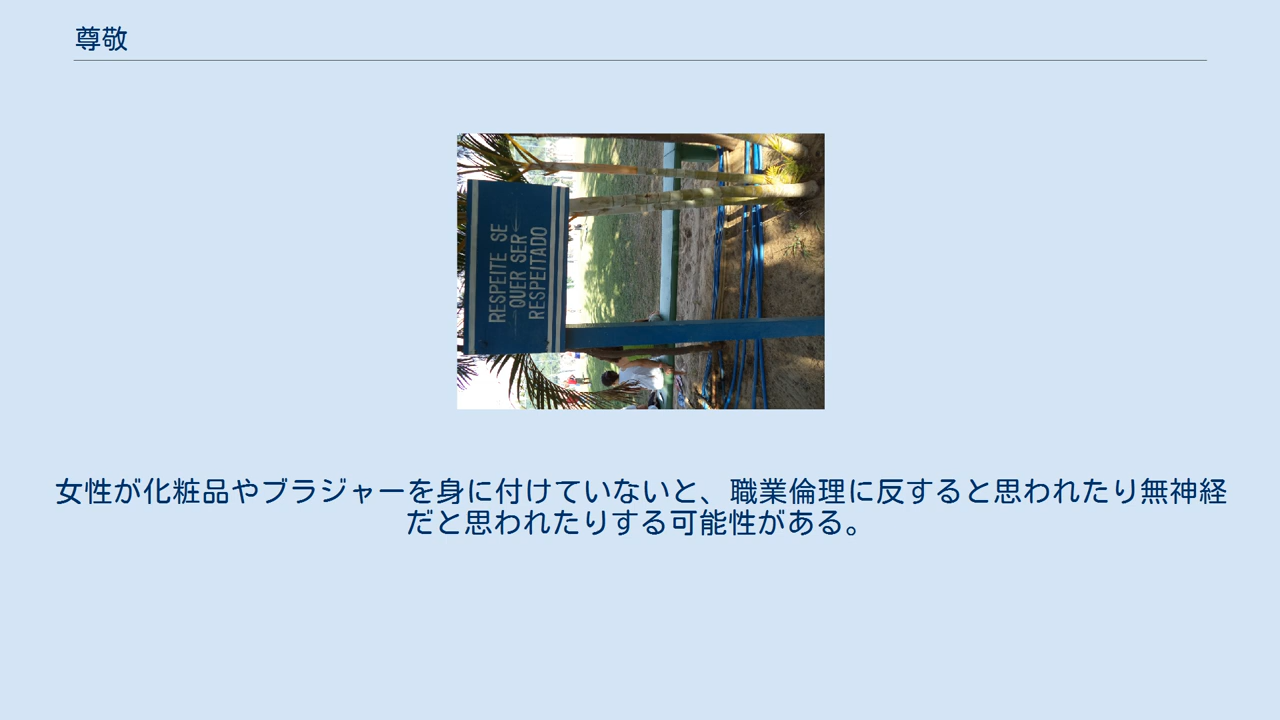 尊敬
RESPEITE SE
QUER SER
RESPEITADO
女性が化粧品やブラジャーを身に付けていないと、職業倫理に反すると思われたり無神経
だと思われたりする可能性がある。